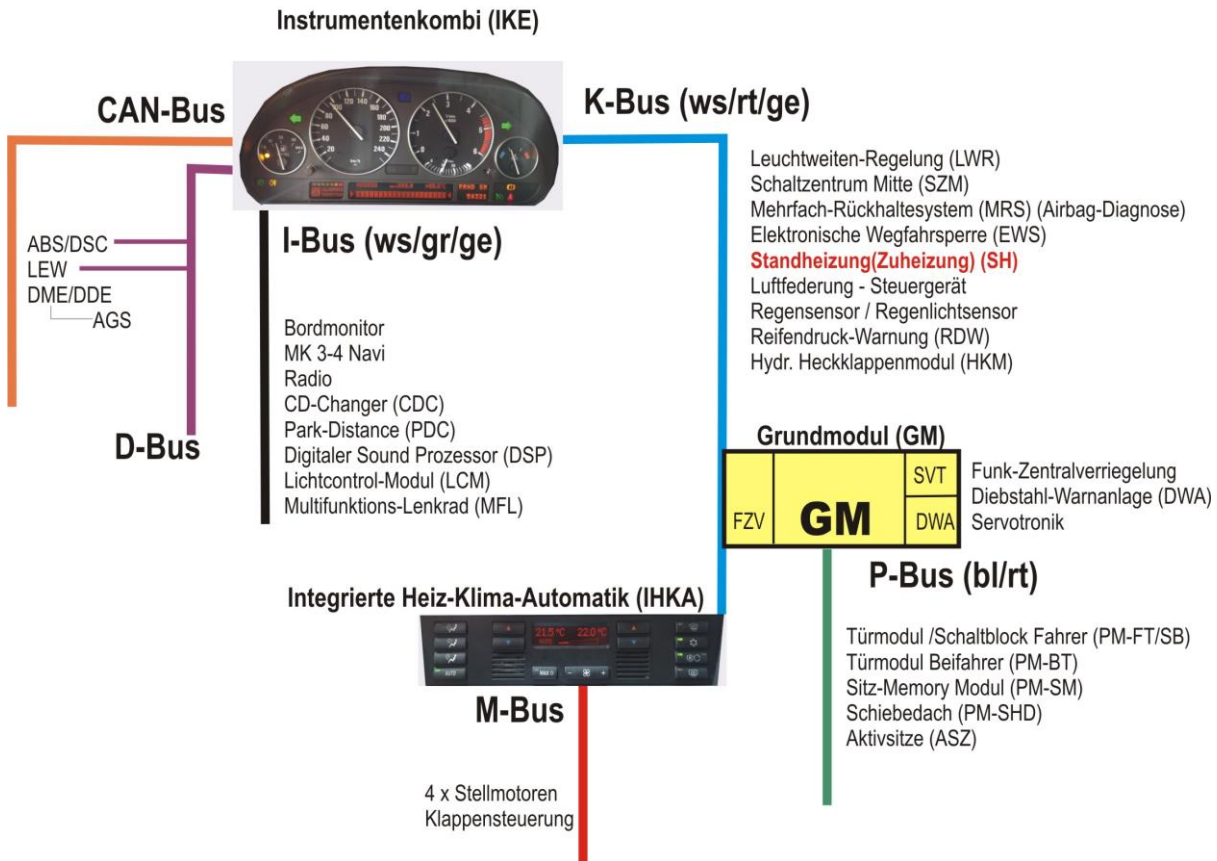 Instrumentenkombi (IKE)
CAN-Bus
K-Bus (ws/rt/ge)
I-Bus (ws/gr/ge)
ABS/DSC
LEW
DME/DDE
AGS
D-Bus
Bordmonitor
MK 3-4 Navi
Radio
CD-Changer (CDC)
Park-Distance (PDC)
Digitaler Sound Prozessor (DSP)
Lichtcontrol-Modul (LCM)
Multifunktions-Lenkrad (MFL)
Leuchtweiten-Regelung (LWR)
Schaltzentrum Mitte (SZM)
Mehrfach-Rückhaltesystem (MRS) (Airbag-Diagnose)
Elektronische Wegfahrsperre (EWS)
Standheizung(Zuheizung) (SH)
Luftfederung - Steuergerät
Regensensor / Regenlichtsensor
Reifendruck-Warnung (RDW)
Hydr. Heckklappenmodul (HKM)
Grundmodul (GM)
FZV
GM
SVT
DWA
Funk-Zentralverriegelung
Diebstahl-Warnanlage (DWA)
Servotronik
P-Bus (bl/rt)
Türmodul /Schaltblock Fahrer (PM-FT/SB)
Türmodul Beifahrer (PM-BT)
Sitz-Memory Modul (PM-SM)
Schiebedach (PM-SHD)
Aktivsitze (ASZ)
Integrierte Heiz-Klima-Automatik (IHKA)
21.5 °C 22.0 °C
AUTO
M-Bus
4 x Stellmotoren
Klappensteuerung